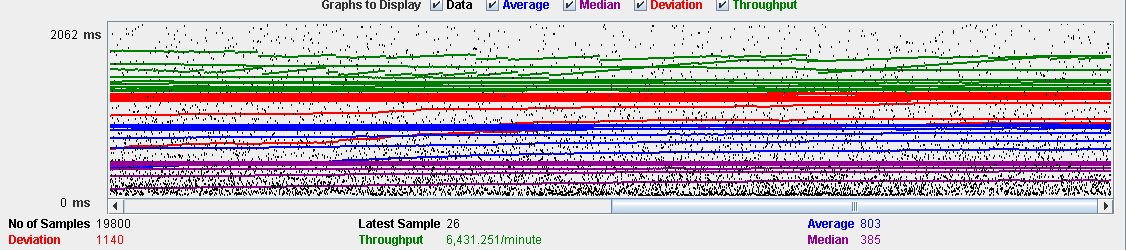 Graphs to Display Data Average Median Deviation Throughput
2062 ms
0 ms
No of Samples 19800 Latest Sample 26 Average 803
Deviation 1140 Throughput 6,431.251/minute Median 385